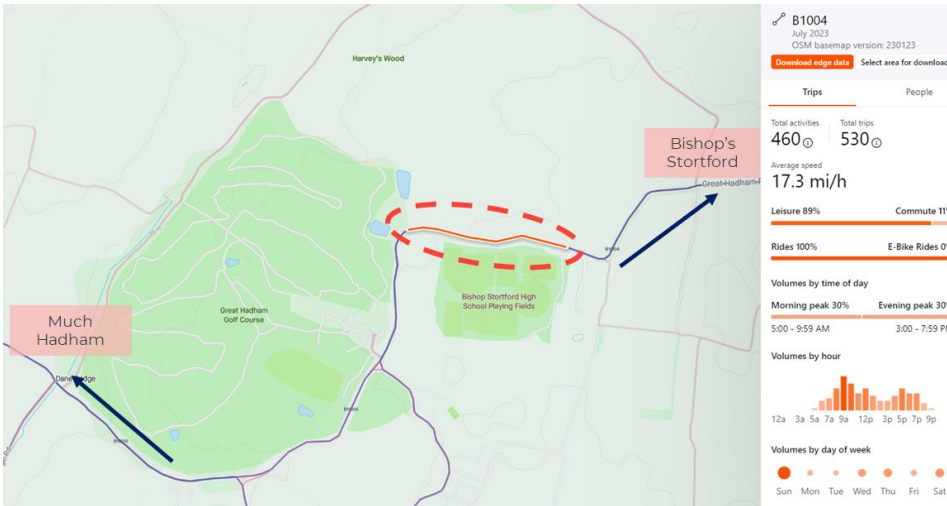 Harvey's Wood
Bishop's
Stortford
Great Hadham
B1004
Bishop Stortford High
School Playing Fields
Great Hadham
Golf Course
Much
Hadham
B1004
B1004
B1004
July 2023
OSM basemap version: 230123
Download edge data Select area for download
Trips People
Total activities Total trips
460 530
Average speed
17.3 mi/h
Leisure 89% Commute 11%
Rides 100% E-Bike Rides 0%
Volumes by time of day
Morning peak 30% Evening peak 30%
5:00 - 9:59 AM 3:00 - 7:59 PM
Volumes by hour
12a 3a 5a 7a 9a 12p 3p 5p 7p 9p
Volumes by day of week
Sun Mon Tue Wed Thu Fri Sat